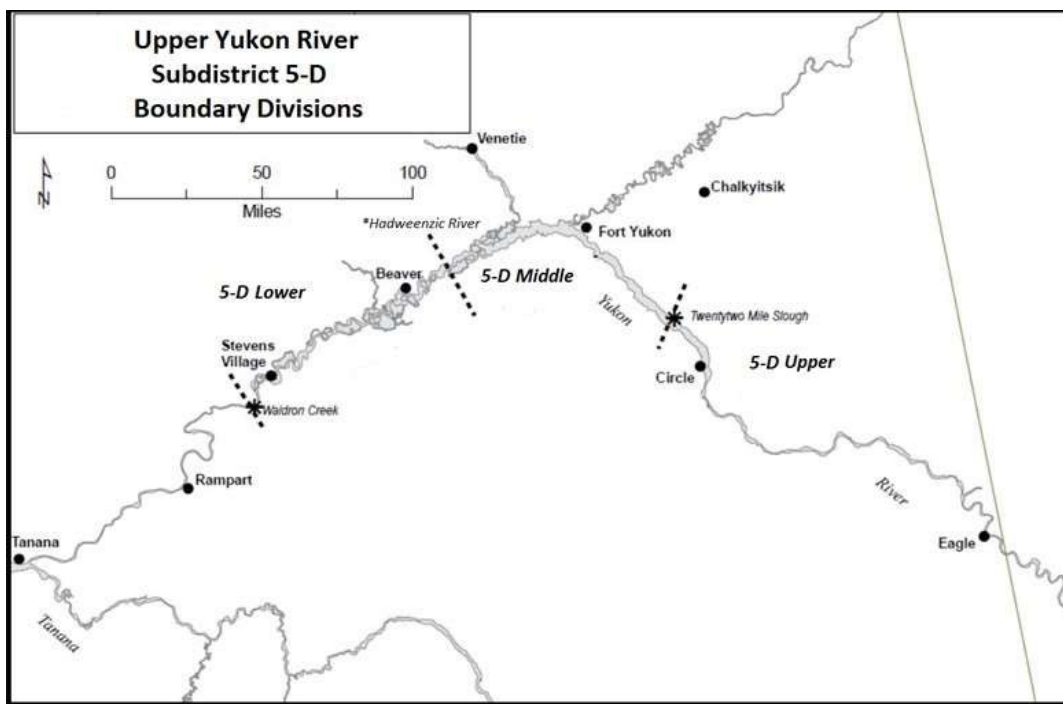 Upper Yukon River
Subdistrict 5-D
Boundary Divisions
Venetie
0 50 100
Miles
N
Chalkyitsik
*Hadweenzic River
Fort Yukon
Beaver
5-D Middle
5-D Lower
Yukon
Twentytwo Mile Slough
Stevens
Village
5-D Upper
Circle
Waldron Creek
Rampart
River
Tanana
Eagle
Tanana